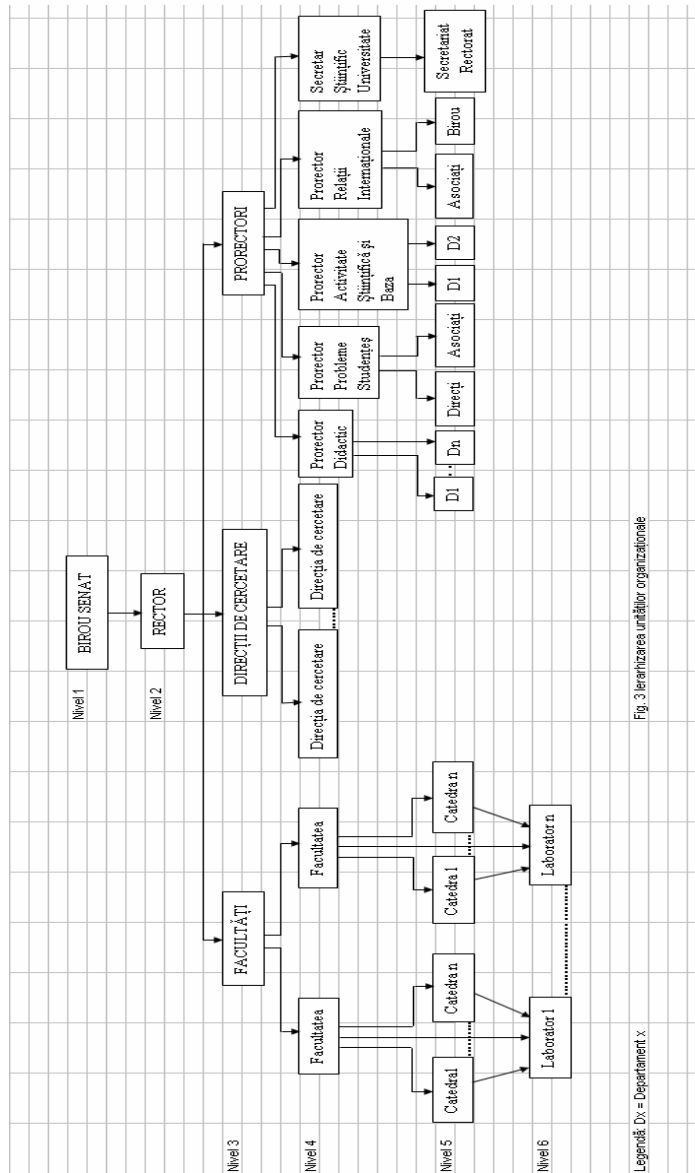 BIROU SENAT
Nivel 1
RECTOR
Nivel 2
FACULTĂȚI
DIRECȚII DE CERCETARE
PRORECTORI
Nivel 3
Facultatea
Facultatea
Direcția de cercetare
Direcția de cercetare
Prorector
Didactic
Prorector
Probleme
Studențeș
Prorector
Activitate
Științifică și
Baza
Prorector
Relații
Internaționale
Secretar
Științific
Universitate
Nivel 4
Catedra1
Catedra n
Catedra 1
Catedra n
D1
Dn
Direcți
Asociați
D1
D2
Asociați
Birou
Secretariat
Rectorat
Nivel 5
Laborator 1
Laborator n
Nivel 6
Fig. 3 Ierarhizarea unităților organizaționale
Legendă: Dx = Departament x